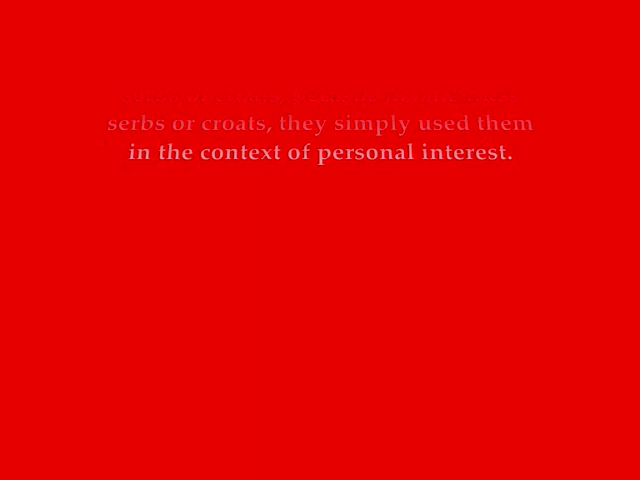 serbs or croats, they simply used them
in the context of personal interest.